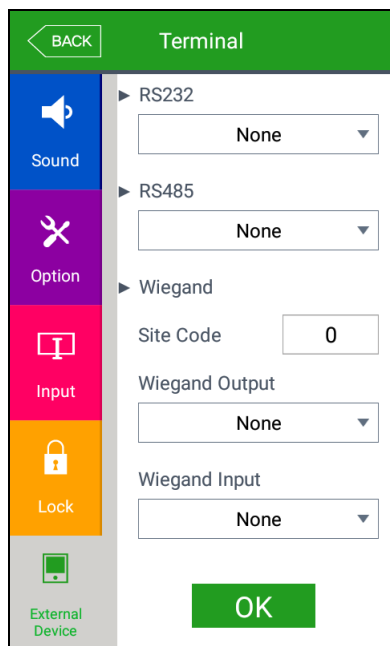 BACK
Terminal
Sound
Option
Input
Lock
External
Device
RS232
None
RS485
None
Wiegand
Site Code 0
Wiegand Output
None
Wiegand Input
None
OK